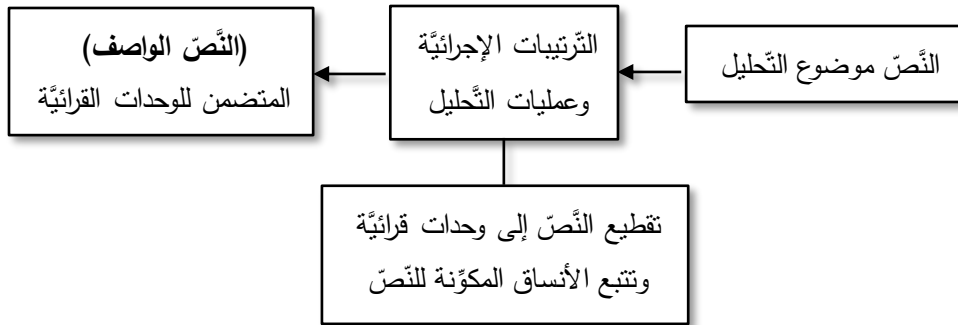 النَّصّ موضوع التّحليل
التّرتيبات الإجرائيَّة
وعمليات التَّحليل
(النَّصّ الواصف)
المتضمن للوحدات القرائيَّة
تقطيع النَّصّ إلى وحدات قرائيَّة
وتتبع الأنساق المكوِّنة للنّصّ